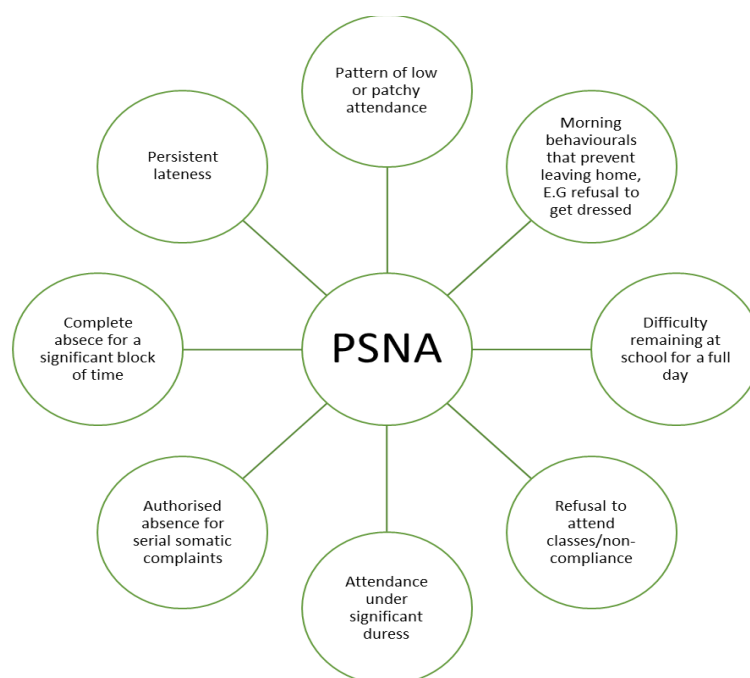 Pattern of low
or patchy
attendance
Morning
behaviourals
that prevent
leaving home,
E.G refusal to
get dressed
Difficulty
remaining at
school for a full
day
Refusal to
attend
classes/non-
compliance
Attendance
under
significant
duress
Authorised
absence for
serial somatic
complaints
Complete
absece for a
significant block
of time
Persistent
lateness
PSNA